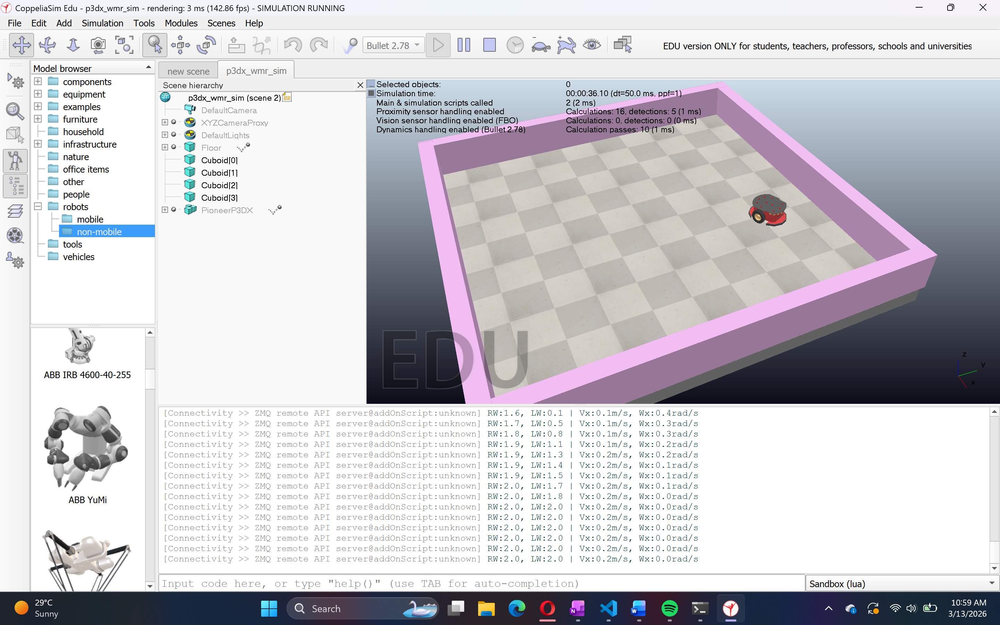 CoppeliaSim Edu - p3dx_wmr_sim - rendering: 3 ms (142.86 fps) - SIMULATION RUNNING
File Edit Add Simulation Tools Modules Scenes Help
Bullet 2.78
RT
EDU version ONLY for students, teachers, professors, schools and universities
Model browser
components
equipment
examples
furniture
household
infrastructure
nature
office items
other
people
robots
mobile
non-mobile
tools
vehicles
ABB IRB 4600-40-255
ABB YuMi
new scene
p3dx_wmr_sim
Scene hierarchy
p3dx_wmr_sim (scene 2)
DefaultCamera
XYZCameraProxy
DefaultLights
Floor
Cuboid[0]
Cuboid[1]
Cuboid[2]
Cuboid[3]
PioneerP3DX
Selected objects: 0
Simulation time: 00:00:36.10 (dt=50.0 ms, ppf=1)
Main & simulation scripts called 2 (2 ms)
Proximity sensor handling enabled Calculations: 16, detections: 5 (1 ms)
Vision sensor handling enabled (FBO) Calculations: 0, detections: 0 (0 ms)
Dynamics handling enabled (Bullet 2.78) Calculation passes: 10 (1 ms)
EDU
z
y
x
[Connectivity >> ZMQ remote API server@addOnScript:unknown] RW:1.6, LW:0.1 | Vx:0.1m/s, Wx:0.4rad/s
[Connectivity >> ZMQ remote API server@addOnScript:unknown] RW:1.7, LW:0.5 | Vx:0.1m/s, Wx:0.3rad/s
[Connectivity >> ZMQ remote API server@addOnScript:unknown] RW:1.8, LW:0.8 | Vx:0.1m/s, Wx:0.3rad/s
[Connectivity >> ZMQ remote API server@addOnScript:unknown] RW:1.9, LW:1.1 | Vx:0.1m/s, Wx:0.2rad/s
[Connectivity >> ZMQ remote API server@addOnScript:unknown] RW:1.9, LW:1.3 | Vx:0.2m/s, Wx:0.2rad/s
[Connectivity >> ZMQ remote API server@addOnScript:unknown] RW:1.9, LW:1.4 | Vx:0.2m/s, Wx:0.1rad/s
[Connectivity >> ZMQ remote API server@addOnScript:unknown] RW:1.9, LW:1.5 | Vx:0.2m/s, Wx:0.1rad/s
[Connectivity >> ZMQ remote API server@addOnScript:unknown] RW:2.0, LW:1.7 | Vx:0.2m/s, Wx:0.1rad/s
[Connectivity >> ZMQ remote API server@addOnScript:unknown] RW:2.0, LW:1.8 | Vx:0.2m/s, Wx:0.0rad/s
[Connectivity >> ZMQ remote API server@addOnScript:unknown] RW:2.0, LW:2.0 | Vx:0.2m/s, Wx:0.0rad/s
[Connectivity >> ZMQ remote API server@addOnScript:unknown] RW:2.0, LW:2.0 | Vx:0.2m/s, Wx:0.0rad/s
[Connectivity >> ZMQ remote API server@addOnScript:unknown] RW:2.0, LW:2.0 | Vx:0.2m/s, Wx:0.0rad/s
[Connectivity >> ZMQ remote API server@addOnScript:unknown] RW:2.0, LW:2.0 | Vx:0.2m/s, Wx:0.0rad/s
[Connectivity >> ZMQ remote API server@addOnScript:unknown] RW:2.0, LW:2.0 | Vx:0.2m/s, Wx:0.0rad/s
[Connectivity >> ZMQ remote API server@addOnScript:unknown] RW:2.0, LW:2.0 | Vx:0.2m/s, Wx:0.0rad/s
Input code here, or type "help()" (use TAB for auto-completion)
Sandbox (lua)
29°C
Sunny
Search
10:59 AM
3/13/2026